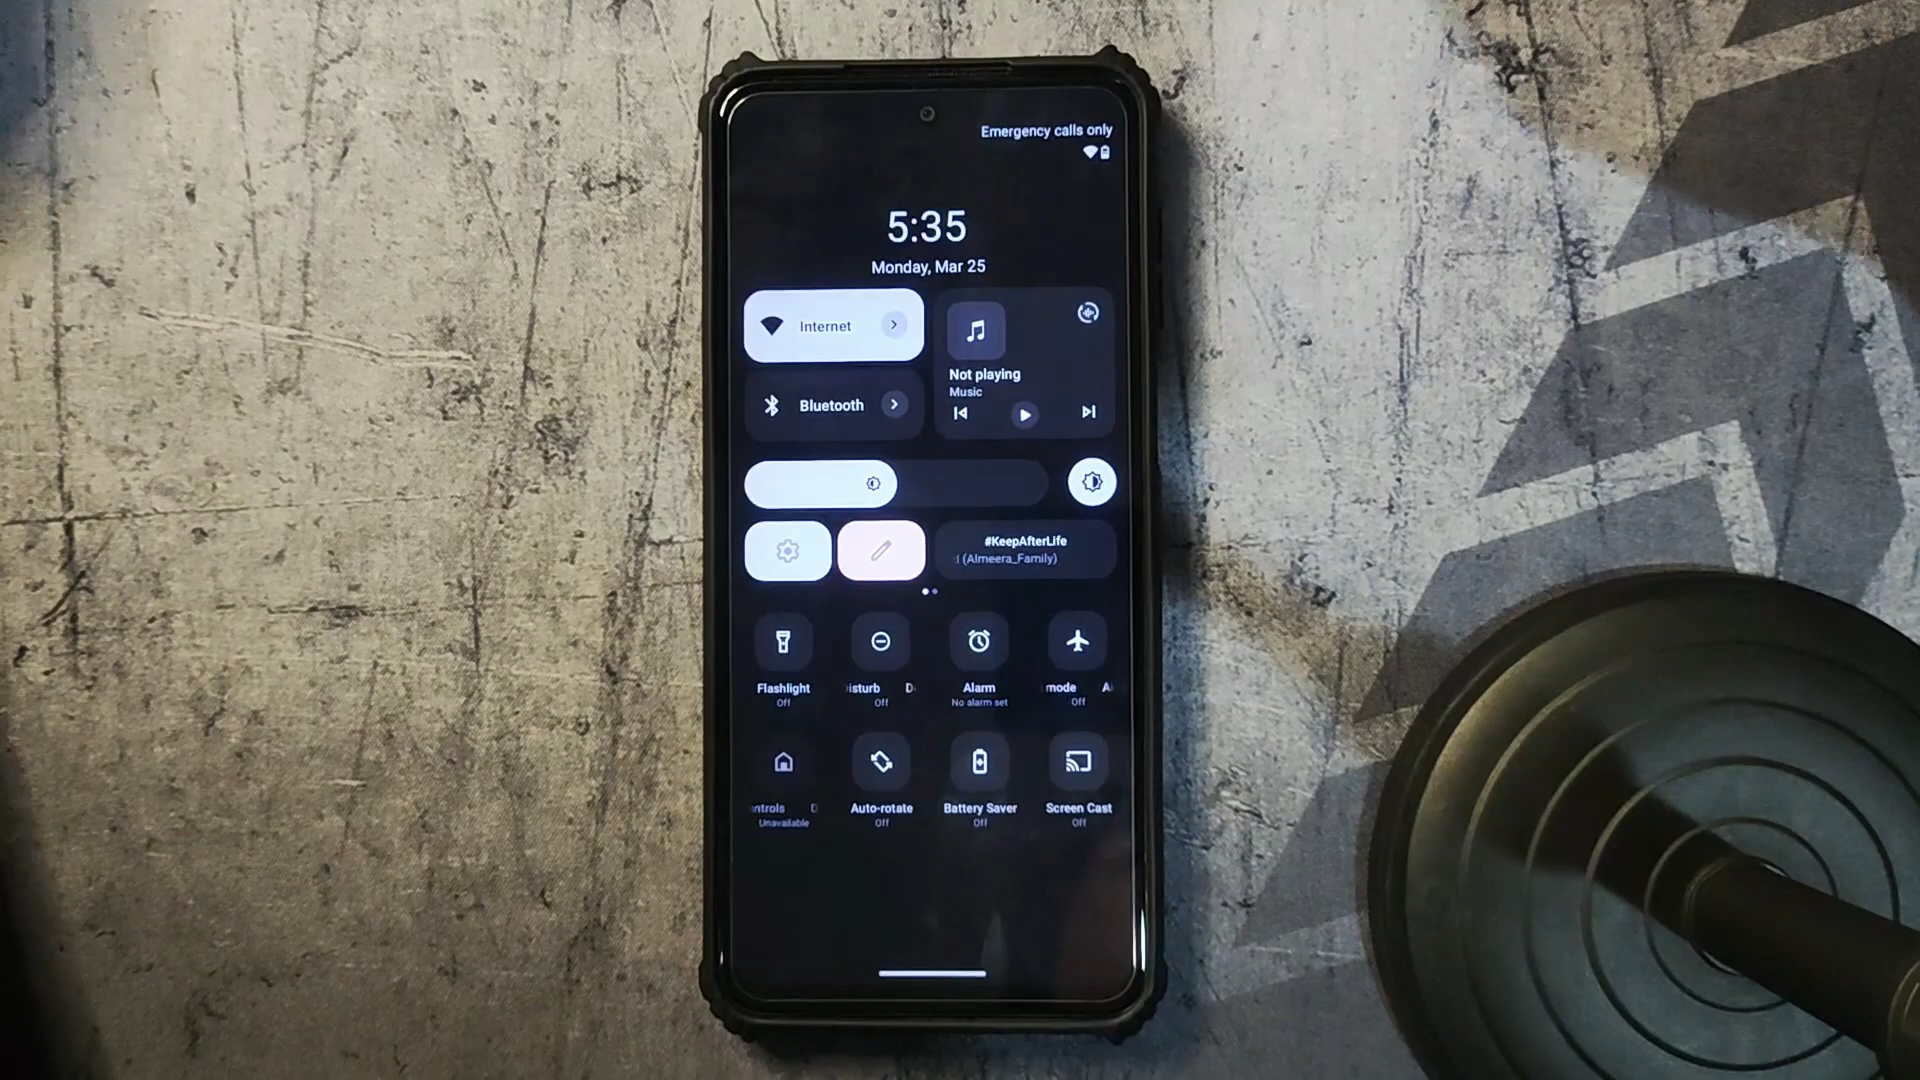 Emergency calls only
5:35
Monday, Mar 25
Internet
Not playing
Music
Bluetooth
#KeepAfterLife
(Almeera_Family)
Flashlight
Off
isturb D
Off
Alarm
No alarm set
mode A
Off
ntrols D
Unavailable
Auto-rotate
Off
Battery Saver
Off
Screen Cast
Off